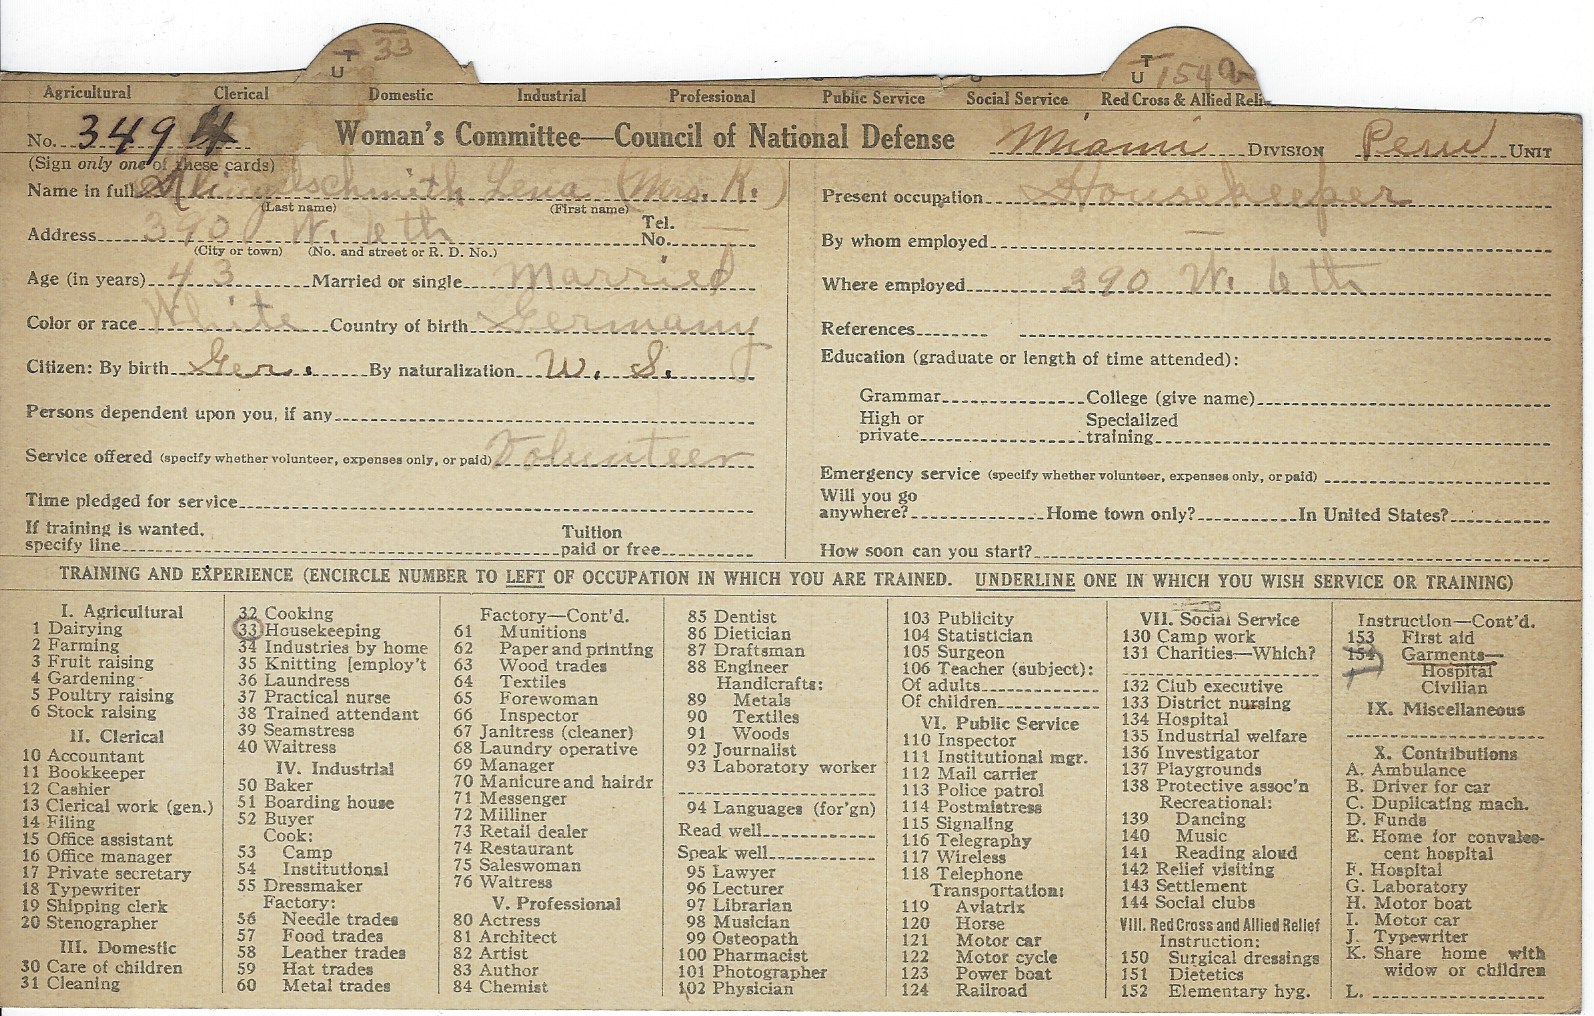 T 33
U
T 154a
U
Agricultural Clerical Domestic Industrial Professional Public Service Social Service Red Cross & Allied Reli
No. 3494 Woman's Committee—Council of National Defense Miami DIVISION Peru UNIT
(Sign only one of these cards)
Name in full Klingelschmith Lena (Mrs. K.)
(Last name) (First name)
Address 390 W. 6th Tel. No. —
(City or town) (No. and street or R. D. No.)
Age (in years) 43 Married or single Married
Color or race White Country of birth Germany
Citizen: By birth Ger. By naturalization U. S.
Persons dependent upon you, if any
Service offered (specify whether volunteer, expenses only, or paid) Volunteer
Time pledged for service
If training is wanted, specify line Tuition paid or free
Present occupation Housekeeper
By whom employed —
Where employed 390 W. 6th
References
Education (graduate or length of time attended):
Grammar College (give name)
High or private Specialized training
Emergency service (specify whether volunteer, expenses only, or paid)
Will you go anywhere? Home town only? In United States?
How soon can you start?
TRAINING AND EXPERIENCE (ENCIRCLE NUMBER TO LEFT OF OCCUPATION IN WHICH YOU ARE TRAINED. UNDERLINE ONE IN WHICH YOU WISH SERVICE OR TRAINING)
I. Agricultural
1 Dairying
2 Farming
3 Fruit raising
4 Gardening
5 Poultry raising
6 Stock raising
II. Clerical
10 Accountant
11 Bookkeeper
12 Cashier
13 Clerical work (gen.)
14 Filing
15 Office assistant
16 Office manager
17 Private secretary
18 Typewriter
19 Shipping clerk
20 Stenographer
III. Domestic
30 Care of children
31 Cleaning
32 Cooking
33 Housekeeping
34 Industries by home
35 Knitting [employ't
36 Laundress
37 Practical nurse
38 Trained attendant
39 Seamstress
40 Waitress
IV. Industrial
50 Baker
51 Boarding house
52 Buyer
Cook:
53 Camp
54 Institutional
55 Dressmaker
Factory:
56 Needle trades
57 Food trades
58 Leather trades
59 Hat trades
60 Metal trades
Factory—Cont'd.
61 Munitions
62 Paper and printing
63 Wood trades
64 Textiles
65 Forewoman
66 Inspector
67 Janitress (cleaner)
68 Laundry operative
69 Manager
70 Manicure and hairdr
71 Messenger
72 Milliner
73 Retail dealer
74 Restaurant
75 Saleswoman
76 Waitress
V. Professional
80 Actress
81 Architect
82 Artist
83 Author
84 Chemist
85 Dentist
86 Dietician
87 Draftsman
88 Engineer
Handicrafts:
89 Metals
90 Textiles
91 Woods
92 Journalist
93 Laboratory worker
94 Languages (for'gn)
Read well
Speak well
95 Lawyer
96 Lecturer
97 Librarian
98 Musician
99 Osteopath
100 Pharmacist
101 Photographer
102 Physician
103 Publicity
104 Statistician
105 Surgeon
106 Teacher (subject):
Of adults
Of children
VI. Public Service
110 Inspector
111 Institutional mgr.
112 Mail carrier
113 Police patrol
114 Postmistress
115 Signaling
116 Telegraphy
117 Wireless
118 Telephone
Transportation:
119 Aviatrix
120 Horse
121 Motor car
122 Motor cycle
123 Power boat
124 Railroad
VII. Social Service
130 Camp work
131 Charities—Which?
132 Club executive
133 District nursing
134 Hospital
135 Industrial welfare
136 Investigator
137 Playgrounds
138 Protective assoc'n
Recreational:
139 Dancing
140 Music
141 Reading aloud
142 Relief visiting
143 Settlement
144 Social clubs
VIII. Red Cross and Allied Relief
Instruction:
150 Surgical dressings
151 Dietetics
152 Elementary hyg.
Instruction—Cont'd.
153 First aid
154 Garments—
Hospital
Civilian
IX. Miscellaneous
X. Contributions
A. Ambulance
B. Driver for car
C. Duplicating mach.
D. Funds
E. Home for convales-
cent hospital
F. Hospital
G. Laboratory
H. Motor boat
I. Motor car
J. Typewriter
K. Share home with
widow or children
L.